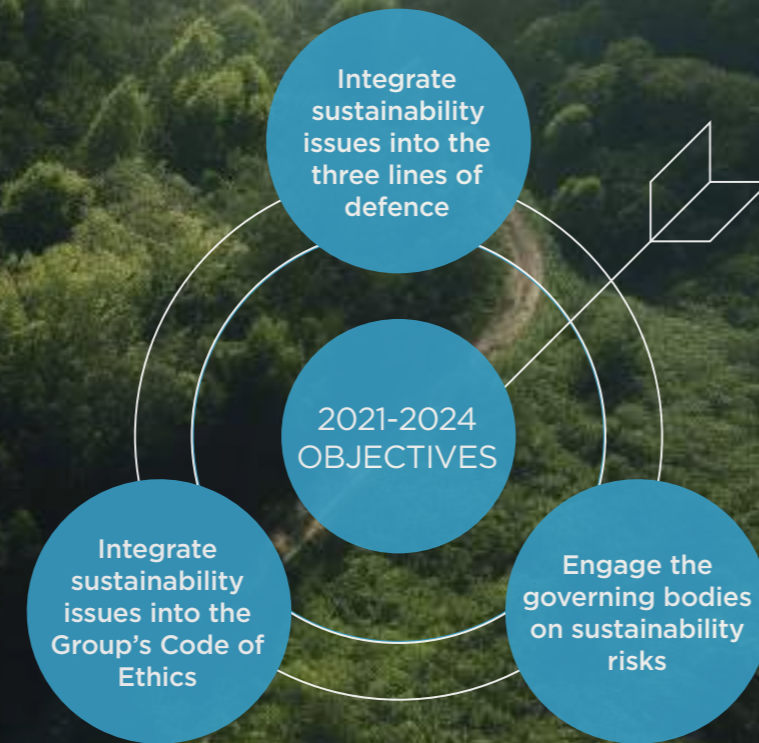 Integrate
sustainability
issues into the
three lines of
defence
2021-2024
OBJECTIVES
Integrate
sustainability
issues into the
Group's Code of
Ethics
Engage the
governing bodies
on sustainability
risks